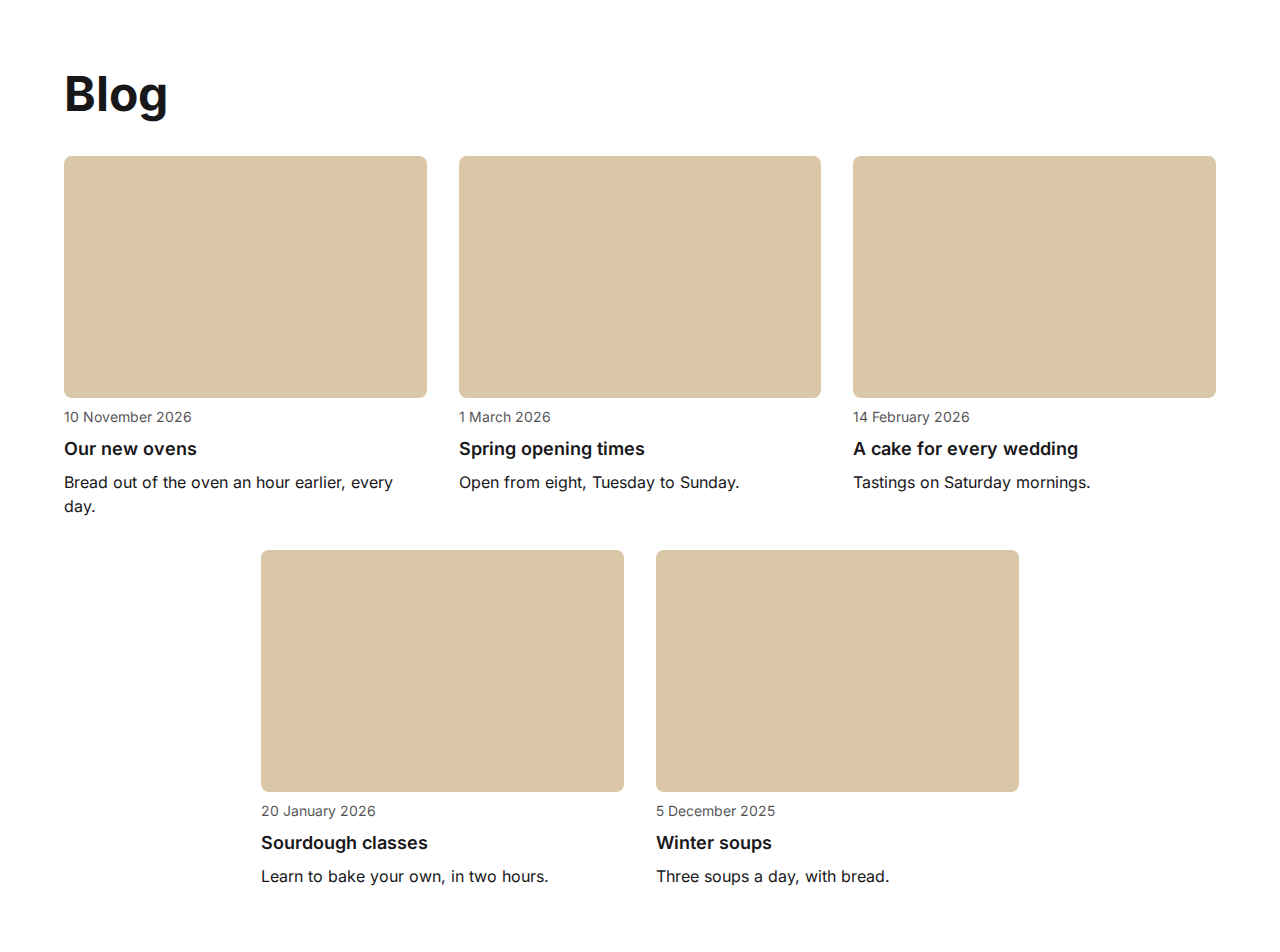 Blog
10 November 2026
Our new ovens
Bread out of the oven an hour earlier, every
day.
1 March 2026
Spring opening times
Open from eight, Tuesday to Sunday.
14 February 2026
A cake for every wedding
Tastings on Saturday mornings.
20 January 2026
Sourdough classes
Learn to bake your own, in two hours.
5 December 2025
Winter soups
Three soups a day, with bread.